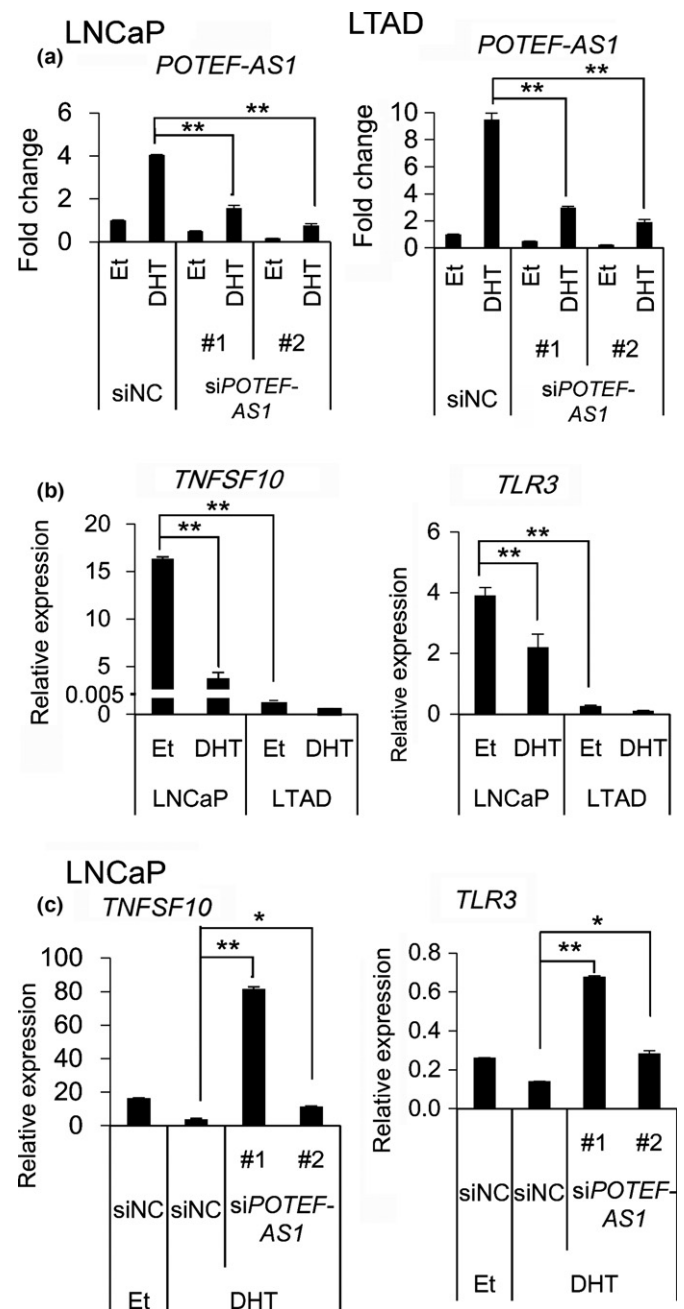 LNCaP
LTAD
(a)
POTEF-AS1
Fold change
6
4
2
0
**
**
Et
DHT
Et
DHT
Et
DHT
#1
#2
siNC
siPOTEF-
AS1
POTEF-AS1
Fold change
10
8
6
4
2
0
**
**
Et
DHT
Et
DHT
Et
DHT
#1
#2
siNC
siPOTEF-
AS1
(b)
TNFSF10
Relative expression
20
15
10
5
0.005
0
**
**
Et
DHT
Et
DHT
LNCaP
LTAD
TLR3
Relative expression
6
4
2
0
**
**
Et
DHT
Et
DHT
LNCaP
LTAD
LNCaP
(c)
TNFSF10
Relative expression
100
80
60
40
20
0
*
**
#1
#2
siNC
siNC
siPOTEF-
AS1
Et
DHT
TLR3
Relative expression
0.8
0.6
0.4
0.2
0.0
*
**
#1
#2
siNC
siNC
siPOTEF-
AS1
Et
DHT